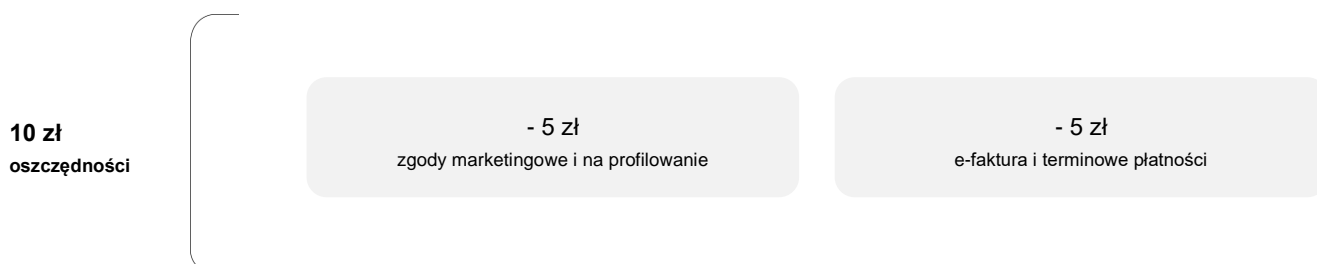 10 zł
oszczędności
- 5 zł
zgody marketingowe i na profilowanie
- 5 zł
e-faktura i terminowe płatności